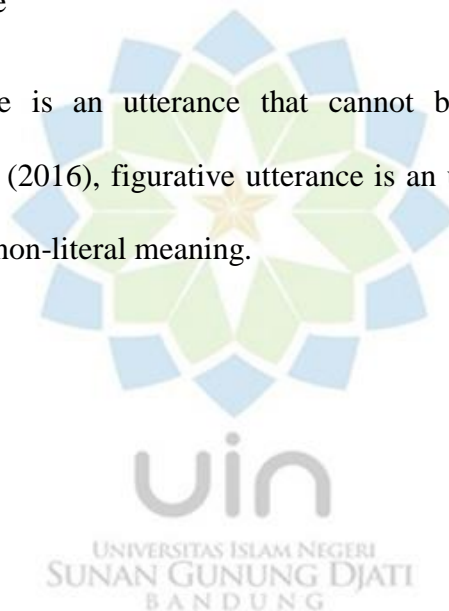 e
e is an utterance that cannot b
(2016), figurative utterance is an
non-literal meaning.
uin
UNIVERSITAS ISLAM NEGERI
SUNAN GUNUNG DJATI
BANDUNG